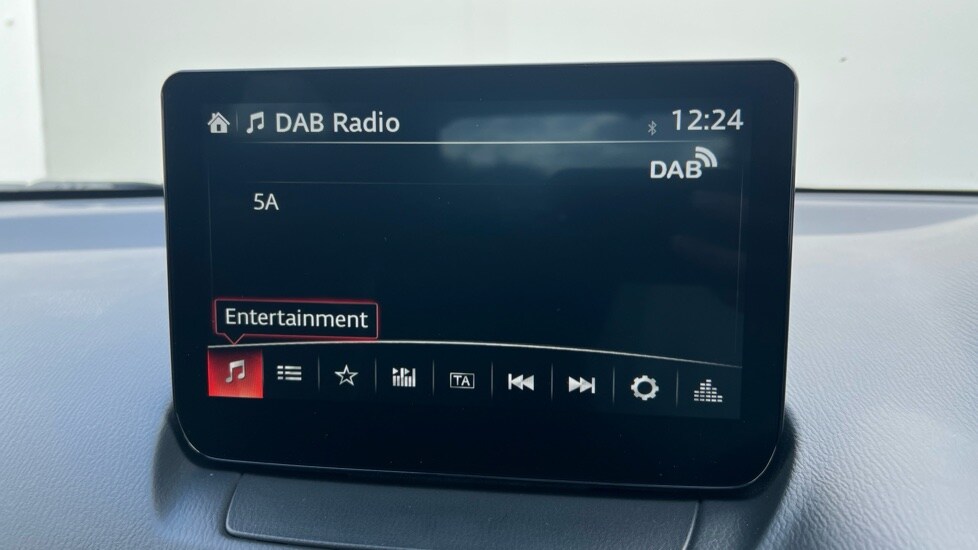 DAB Radio
12:24
DAB
5A
Entertainment
TA